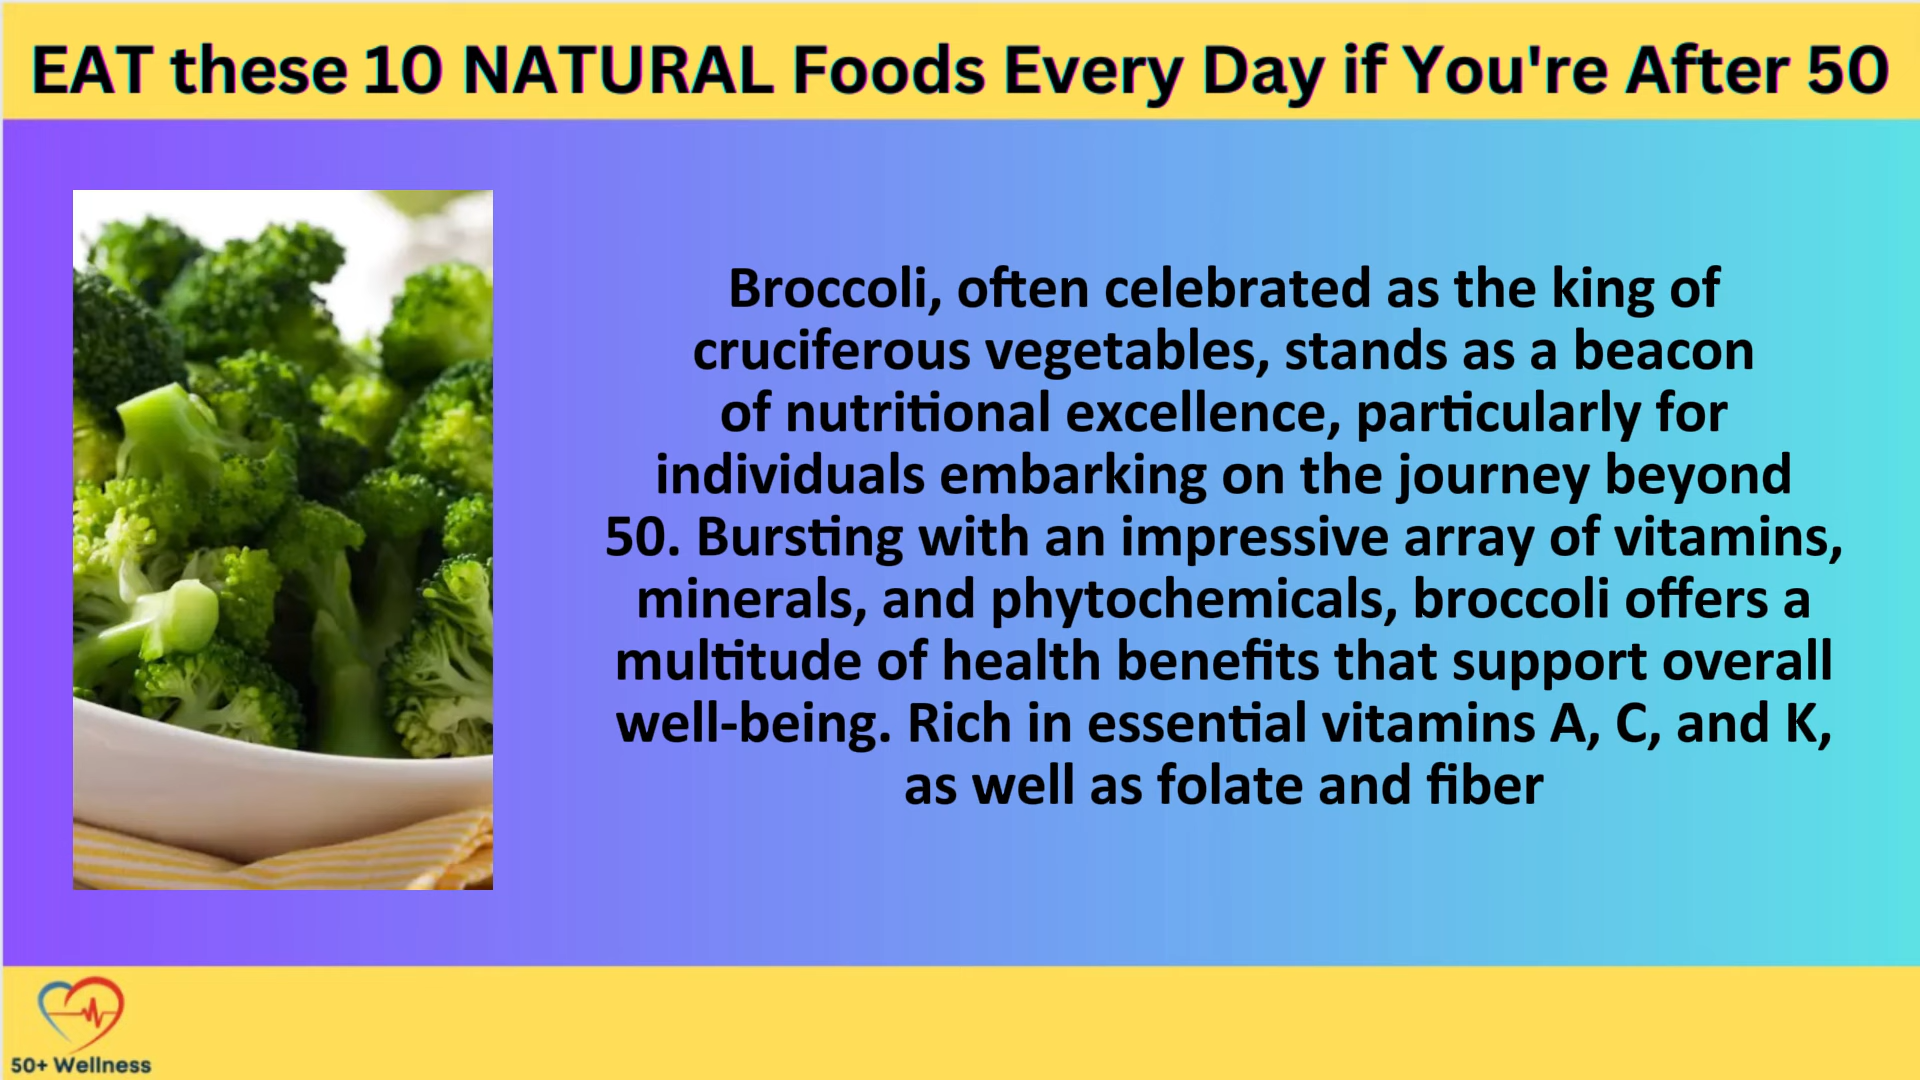 EAT these 10 NATURAL Foods Every Day if You're After 50
Broccoli, often celebrated as the king of
cruciferous vegetables, stands as a beacon
of nutritional excellence, particularly for
individuals embarking on the journey beyond
50. Bursting with an impressive array of vitamins,
minerals, and phytochemicals, broccoli offers a
multitude of health benefits that support overall
well-being. Rich in essential vitamins A, C, and K,
as well as folate and fiber
50+ Wellness